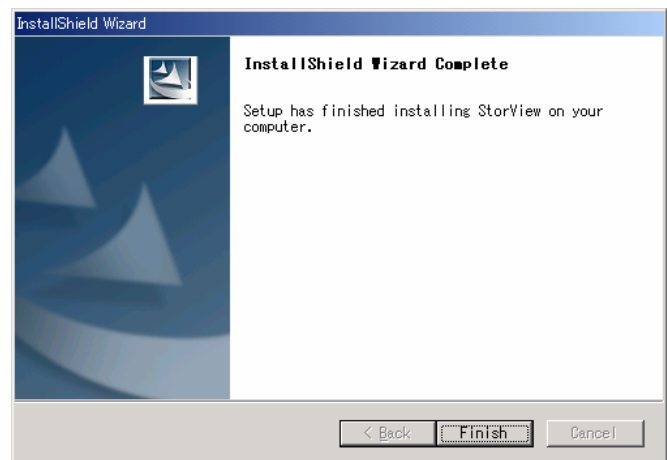 InstallShield Wizard
InstallShield Wizard Complete
Setup has finished installing StorView on your
computer.
< Back
Finish
Cancel